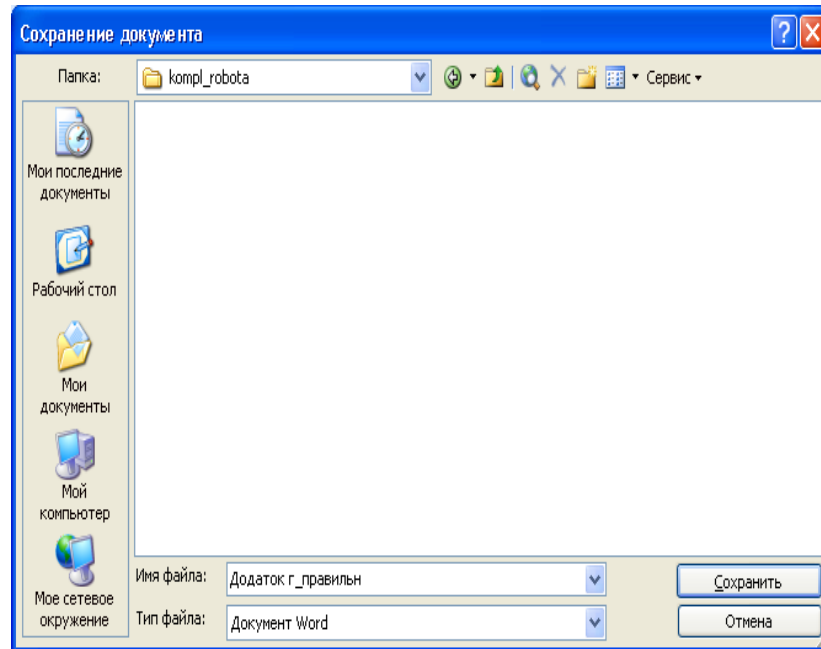 Сохранение документа
Папка:
kompl_robota
Сервис
Мои последние
документы
Рабочий стол
Мои
документы
Мой
компьютер
Мое сетевое
окружение
Имя файла:
Додаток г_правильн
Сохранить
Тип файла:
Документ Word
Отмена